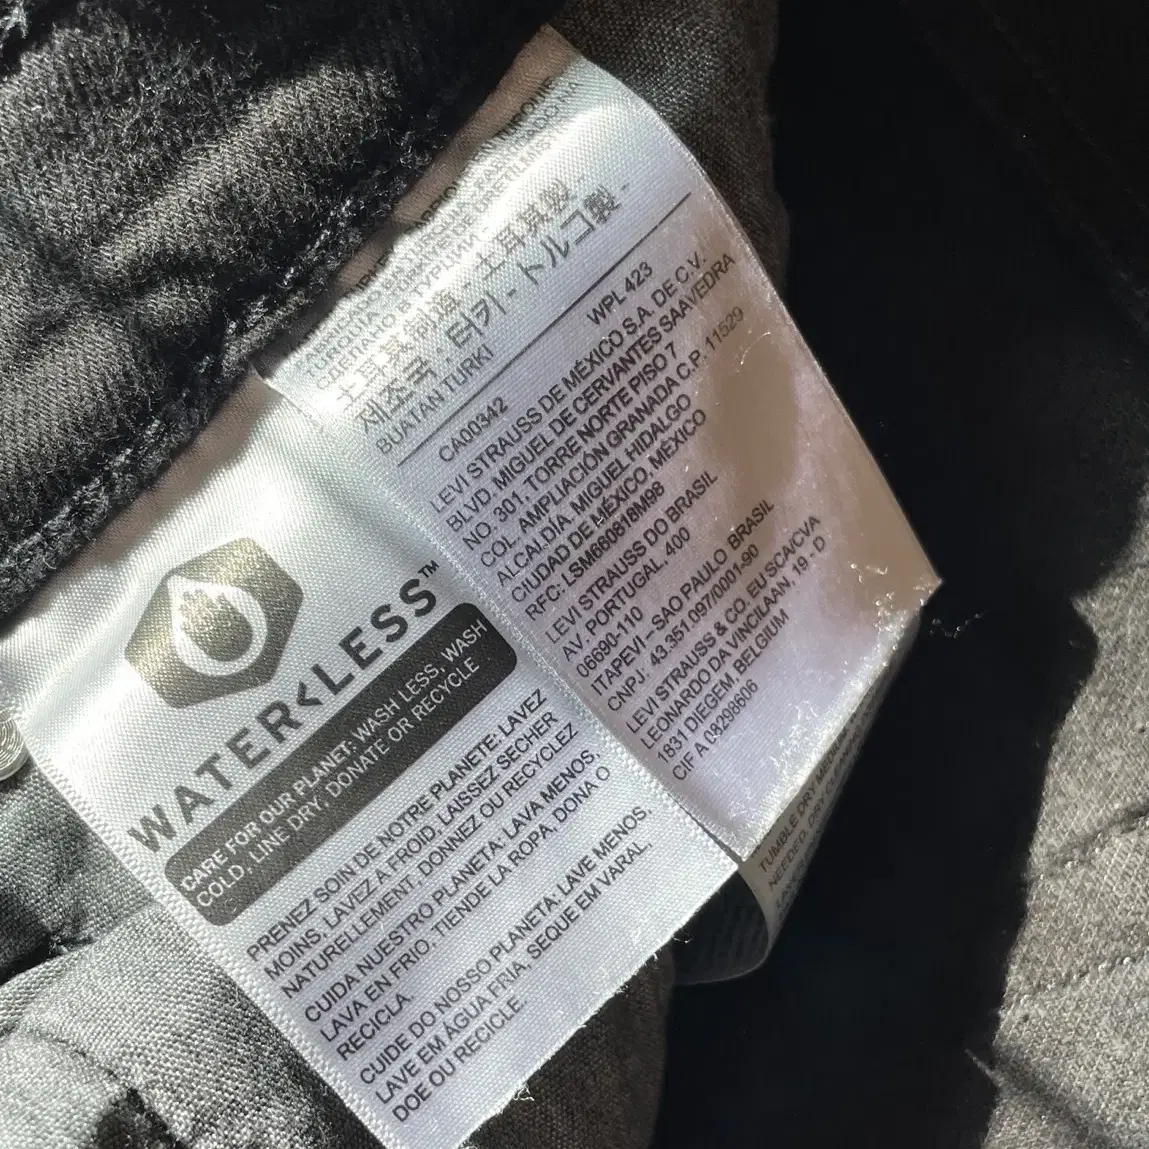 土耳其製 -
土耳其制造 - 터키 - トルコ製 -
제조국 : 터키
BUATAN TURKI
CA00342
WPL 423
LEVI STRAUSS DE MÉXICO S.A. DE C.V.
BLVD. MIGUEL DE CERVANTES SAAVEDRA
NO. 301, TORRE NORTE PISO 7
COL. AMPLIACIÓN GRANADA C.P. 11529
ALCALDÍA. MIGUEL HIDALGO
CIUDAD DE MÉXICO, MÉXICO
RFC: LSM660818M98
LEVI STRAUSS DO BRASIL
AV. PORTUGAL, 400
06690-110
ITAPEVI – SAO PAULO BRASIL
CNPJ 43.351.097/0001-90
LEVI STRAUSS & CO. EU SCA/CVA
LEONARDO DA VINCILAAN, 19 - D
1831 DIEGEM, BELGIUM
CIF A 08298606
WATER<LESS™
CARE FOR OUR PLANET: WASH LESS, WASH
COLD, LINE DRY, DONATE OR RECYCLE
PRENEZ SOIN DE NOTRE PLANETE: LAVEZ
MOINS, LAVEZ A FROID, LAISSEZ SECHER
NATURELLEMENT, DONNEZ OU RECYCLEZ
CUIDA NUESTRO PLANETA: LAVA MENOS.
LAVA EN FRIO, TIENDE LA ROPA, DONA O
RECICLA.
CUIDE DO NOSSO PLANETA: LAVE MENOS.
LAVE EM ÁGUA FRIA, SEQUE EM VARAL,
DOE OU RECICLE.
TUMBLE DRY
NEEDED, DRY